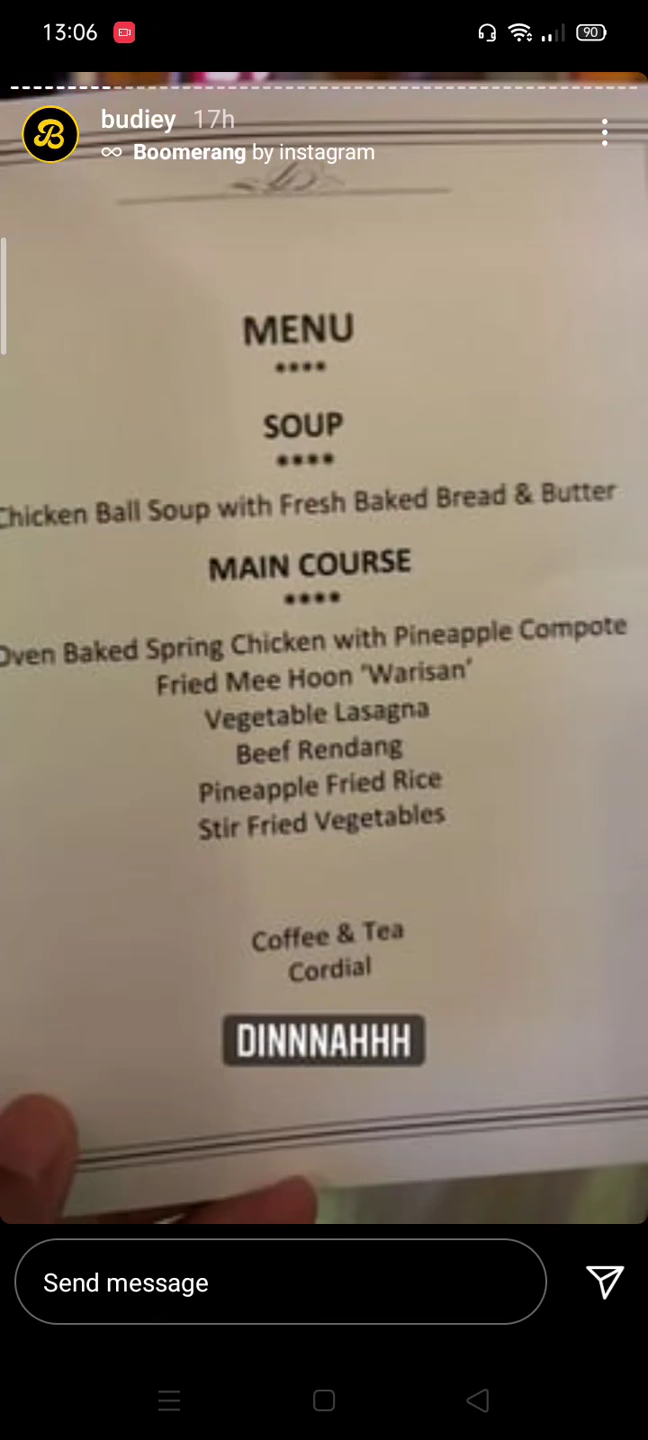 13:06
90
budiey 17h
Boomerang by instagram
MENU
****
SOUP
****
Chicken Ball Soup with Fresh Baked Bread & Butter
MAIN COURSE
****
Oven Baked Spring Chicken with Pineapple Compote
Fried Mee Hoon 'Warisan'
Vegetable Lasagna
Beef Rendang
Pineapple Fried Rice
Stir Fried Vegetables
Coffee & Tea
Cordial
DINNNAHHH
Send message